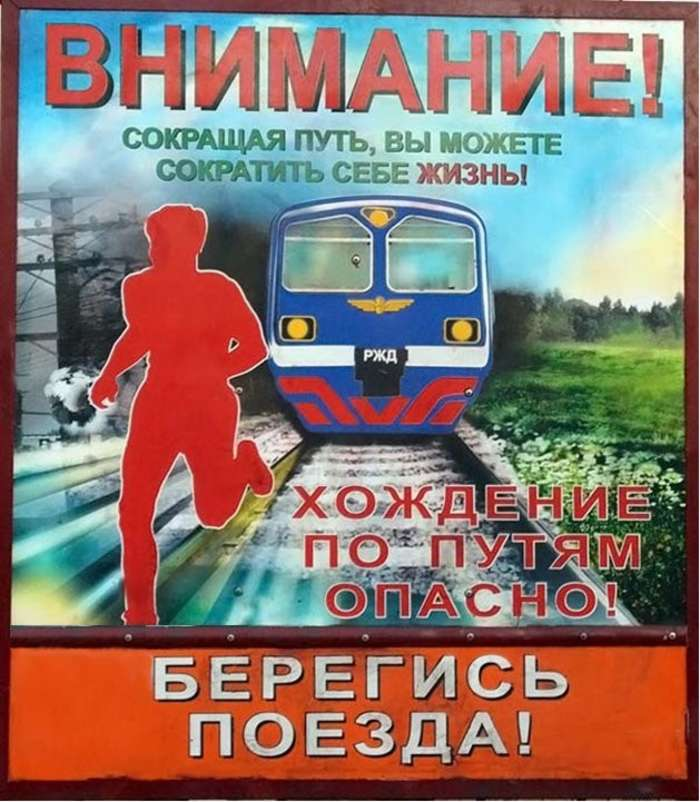 ВНИМАНИЕ!
СОКРАЩАЯ ПУТЬ, ВЫ МОЖЕТЕ
СОКРАТИТЬ СЕБЕ ЖИЗНЬ!
РЖД
ХОЖДЕНИЕ
ПО ПУТЯМ
ОПАСНО!
БЕРЕГИСЬ
ПОЕЗДА!